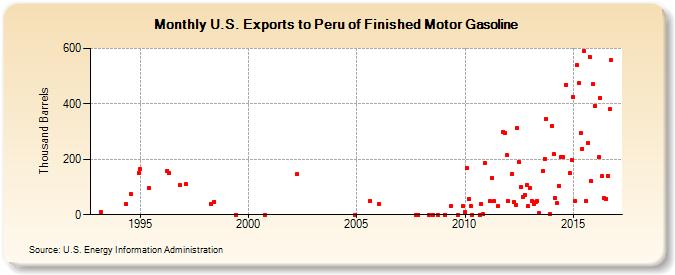 Monthly U.S. Exports to Peru of Finished Motor Gasoline
Thousand Barrels
600
400
200
0
1995 2000 2005 2010 2015
Source: U.S. Energy Information Administration